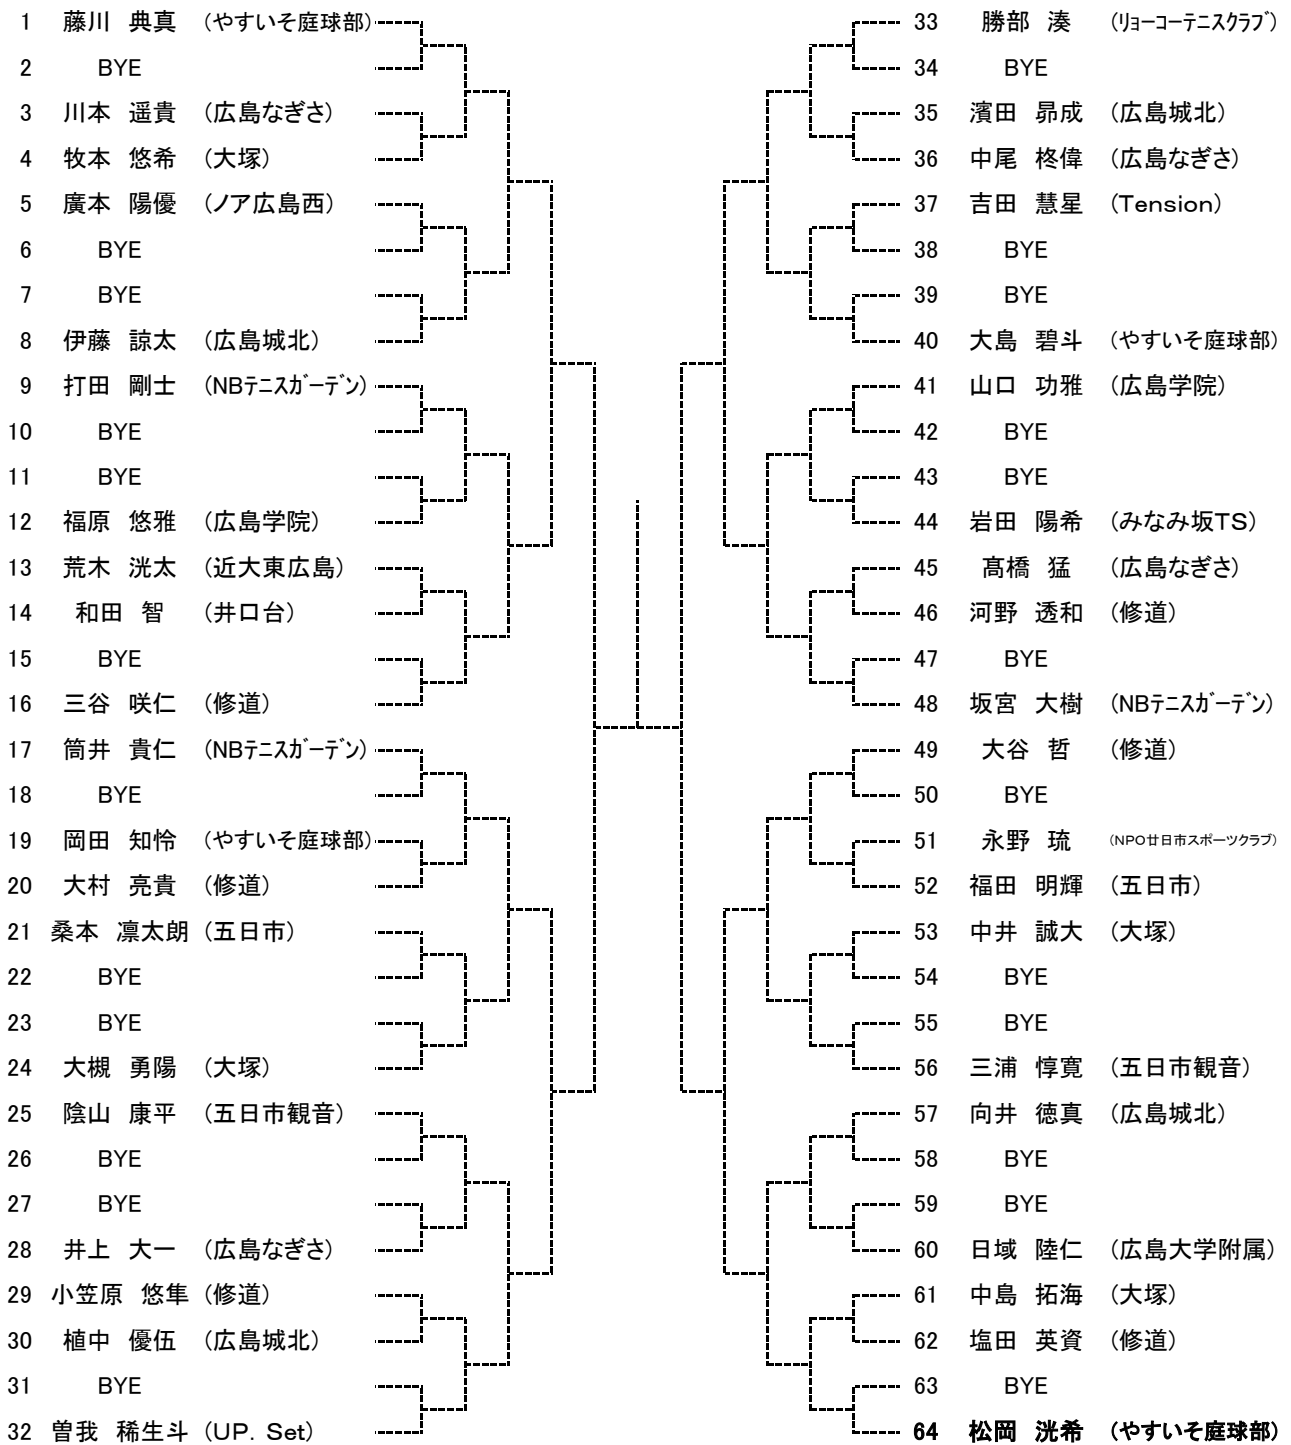 1 藤川 典真 (やすいそ庭球部)
2 BYE
3 川本 遥貴 (広島なぎさ)
4 牧本 悠希 (大塚)
5 廣本 陽優 (ノア広島西)
6 BYE
7 BYE
8 伊藤 諒太 (広島城北)
9 打田 剛士 (NBテニスガーデン)
10 BYE
11 BYE
12 福原 悠雅 (広島学院)
13 荒木 洸太 (近大東広島)
14 和田 智 (井口台)
15 BYE
16 三谷 咲仁 (修道)
17 筒井 貴仁 (NBテニスガーデン)
18 BYE
19 岡田 知怜 (やすいそ庭球部)
20 大村 亮貴 (修道)
21 桑本 凛太朗 (五日市)
22 BYE
23 BYE
24 大槻 勇陽 (大塚)
25 陰山 康平 (五日市観音)
26 BYE
27 BYE
28 井上 大一 (広島なぎさ)
29 小笠原 悠隼 (修道)
30 植中 優伍 (広島城北)
31 BYE
32 曽我 稀生斗 (UP. Set)
33 勝部 湊 (リョーコーテニスクラブ)
34 BYE
35 濱田 昴成 (広島城北)
36 中尾 柊偉 (広島なぎさ)
37 吉田 慧星 (Tension)
38 BYE
39 BYE
40 大島 碧斗 (やすいそ庭球部)
41 山口 功雅 (広島学院)
42 BYE
43 BYE
44 岩田 陽希 (みなみ坂TS)
45 髙橋 猛 (広島なぎさ)
46 河野 透和 (修道)
47 BYE
48 坂宮 大樹 (NBテニスガーデン)
49 大谷 哲 (修道)
50 BYE
51 永野 琉 (NPO廿日市スポーツクラブ)
52 福田 明輝 (五日市)
53 中井 誠大 (大塚)
54 BYE
55 BYE
56 三浦 惇寛 (五日市観音)
57 向井 徳真 (広島城北)
58 BYE
59 BYE
60 日域 陸仁 (広島大学附属)
61 中島 拓海 (大塚)
62 塩田 英資 (修道)
63 BYE
64 松岡 洸希 (やすいそ庭球部)